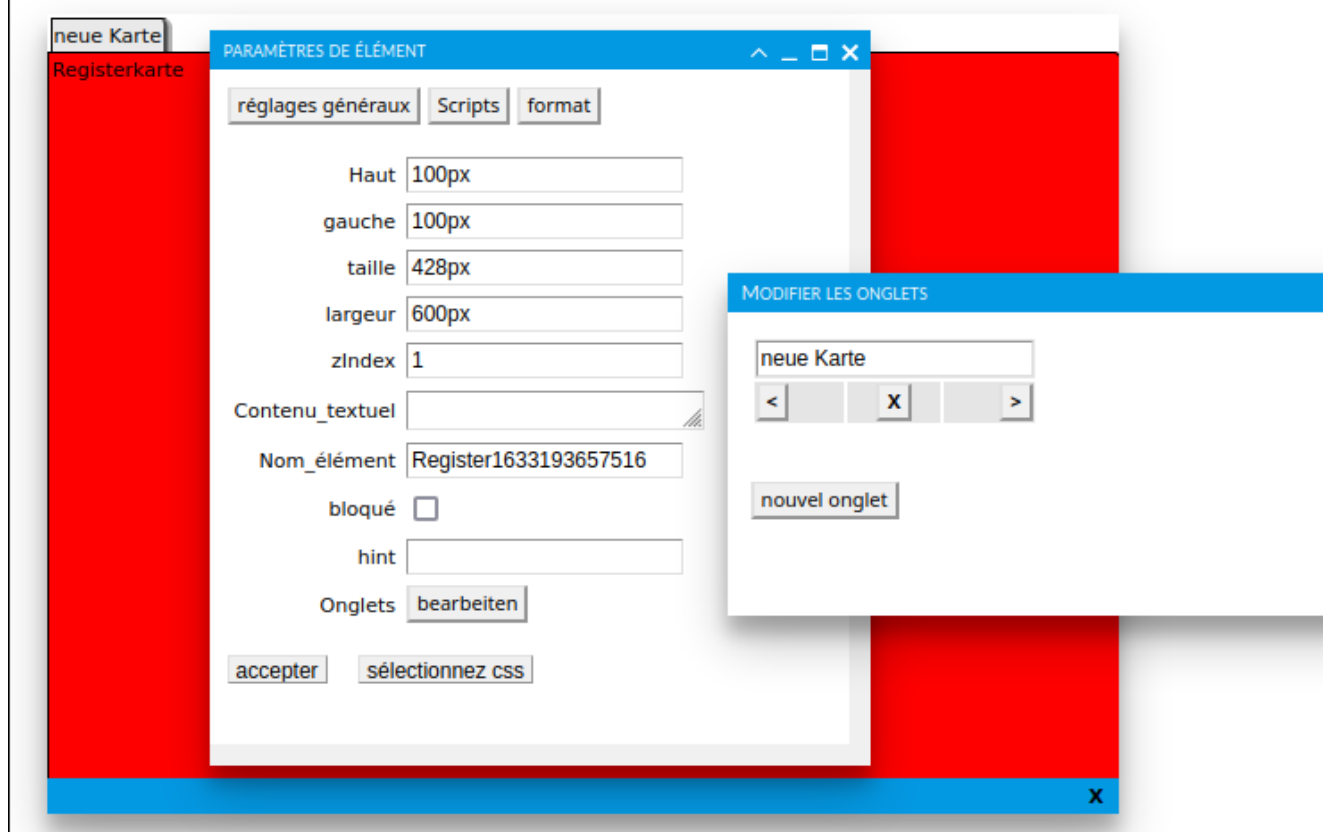 neue Karte
Registerkarte
PARAMÈTRES DE ÉLÉMENT
réglages généraux Scripts format
Haut 100px
gauche 100px
taille 428px
largeur 600px
zIndex 1
Contenu_textuel
Nom_élément Register1633193657516
bloqué
hint
Onglets bearbeiten
accepter sélectionnez css
MODIFIER LES ONGLETS
neue Karte
< X >
nouvel onglet
X